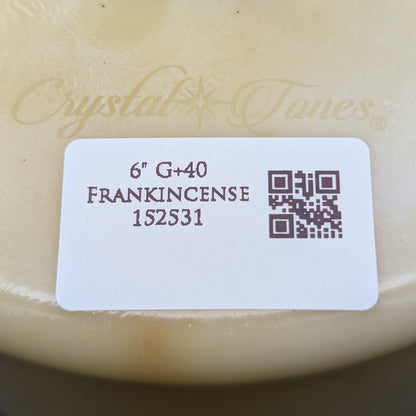 Crystal Tones®
6" G+40
FRANKINCENSE
152531